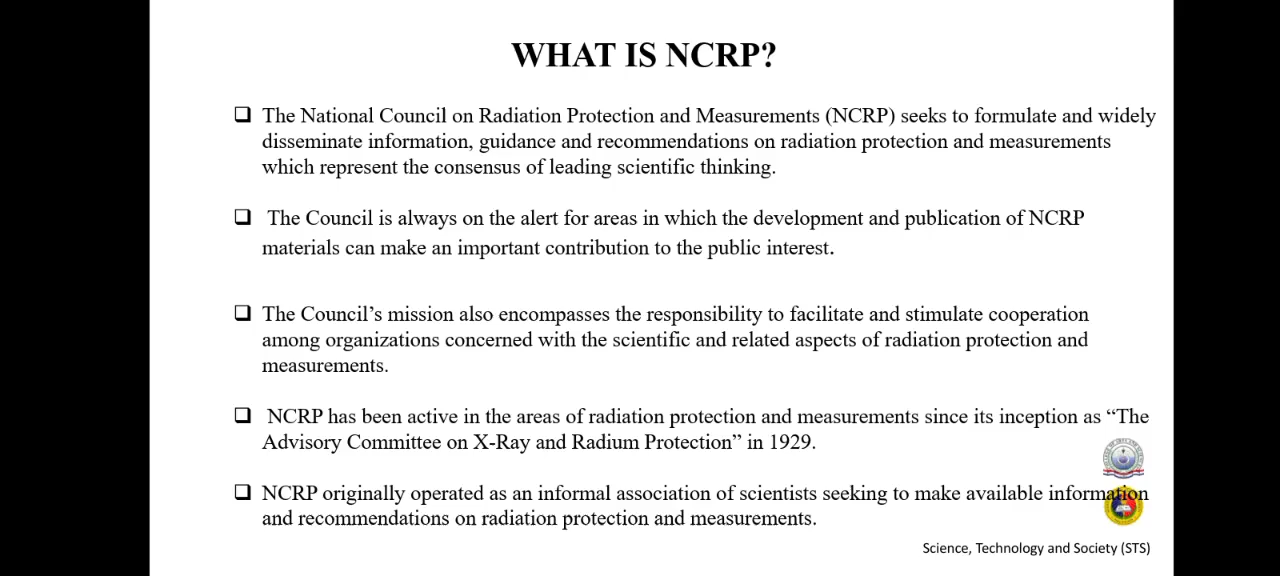 WHAT IS NCRP?
The National Council on Radiation Protection and Measurements (NCRP) seeks to formulate and widely
disseminate information, guidance and recommendations on radiation protection and measurements
which represent the consensus of leading scientific thinking.
The Council is always on the alert for areas in which the development and publication of NCRP
materials can make an important contribution to the public interest.
The Council’s mission also encompasses the responsibility to facilitate and stimulate cooperation
among organizations concerned with the scientific and related aspects of radiation protection and
measurements.
NCRP has been active in the areas of radiation protection and measurements since its inception as “The
Advisory Committee on X-Ray and Radium Protection” in 1929.
NCRP originally operated as an informal association of scientists seeking to make available information
and recommendations on radiation protection and measurements.
Science, Technology and Society (STS)